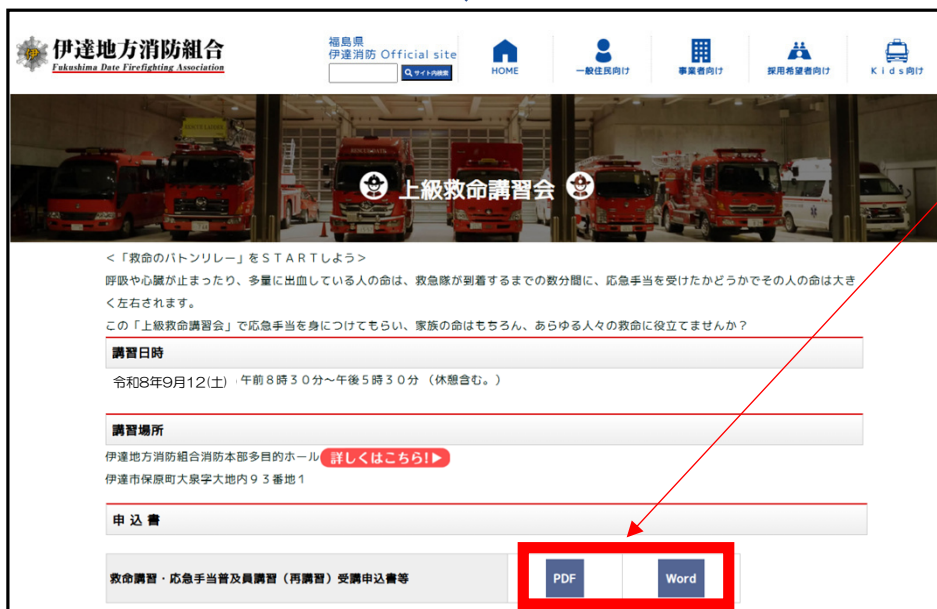 伊達地方消防組合
Fukushima Date Firefighting Association
福島県
伊達消防 Official site
サイト内検索
HOME
一般住民向け
事業者向け
採用希望者向け
Kids向け
上級救命講習会
<「救命のバトンリレー」をSTARTしよう>
呼吸や心臓が止まったり、多量に出血している人の命は、救急隊が到着するまでの数分間に、応急手当を受けたかどうかでその人の命は大き
く左右されます。
この「上級救命講習会」で応急手当を身につけてもらい、家族の命はもちろん、あらゆる人々の救命に役立てませんか?
講習日時
令和8年9月12(土) 午前8時30分~午後5時30分 (休憩含む。)
講習場所
伊達地方消防組合消防本部多目的ホール 詳しくはこちら!▶
伊達市保原町大泉字大地内93番地1
申込書
救命講習・応急手当普及員講習(再講習)受講申込書等 PDF Word